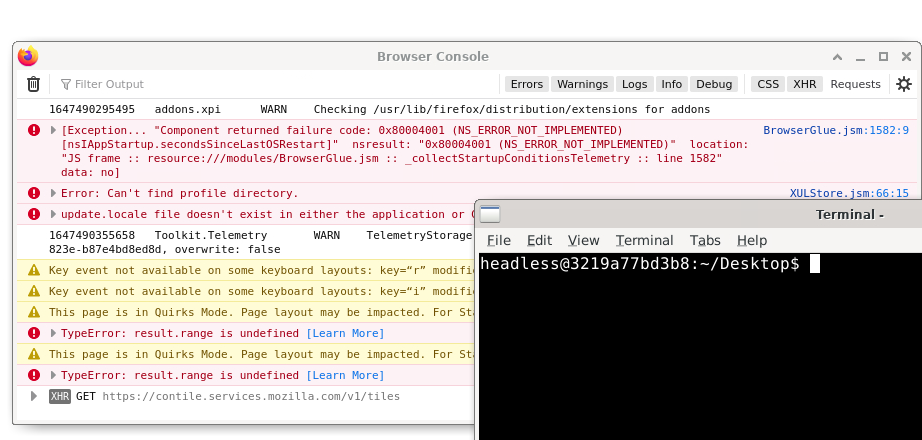 Browser Console
Filter Output Errors Warnings Logs Info Debug CSS XHR Requests
1647490295495 addons.xpi WARN Checking /usr/lib/firefox/distribution/extensions for addons
[Exception... "Component returned failure code: 0x80004001 (NS_ERROR_NOT_IMPLEMENTED) BrowserGlue.jsm:1582:9
[nsIAppStartup.secondsSinceLastOSRestart]" nsresult: "0x80004001 (NS_ERROR_NOT_IMPLEMENTED)" location:
"JS frame :: resource:///modules/BrowserGlue.jsm :: _collectStartupConditionsTelemetry :: line 1582"
data: no]
Error: Can't find profile directory. XULStore.jsm:66:15
update.locale file doesn't exist in either the application or
1647490355658 Toolkit.Telemetry WARN TelemetryStorage
823e-b87e4bd8ed8d, overwrite: false
Key event not available on some keyboard layouts: key=“r” modifi
Key event not available on some keyboard layouts: key=“i” modifi
This page is in Quirks Mode. Page layout may be impacted. For Sta
TypeError: result.range is undefined [Learn More]
This page is in Quirks Mode. Page layout may be impacted. For Sta
TypeError: result.range is undefined [Learn More]
XHR GET https://contile.services.mozilla.com/v1/tiles
Terminal -
File Edit View Terminal Tabs Help
headless@3219a77bd3b8:~/Desktop$